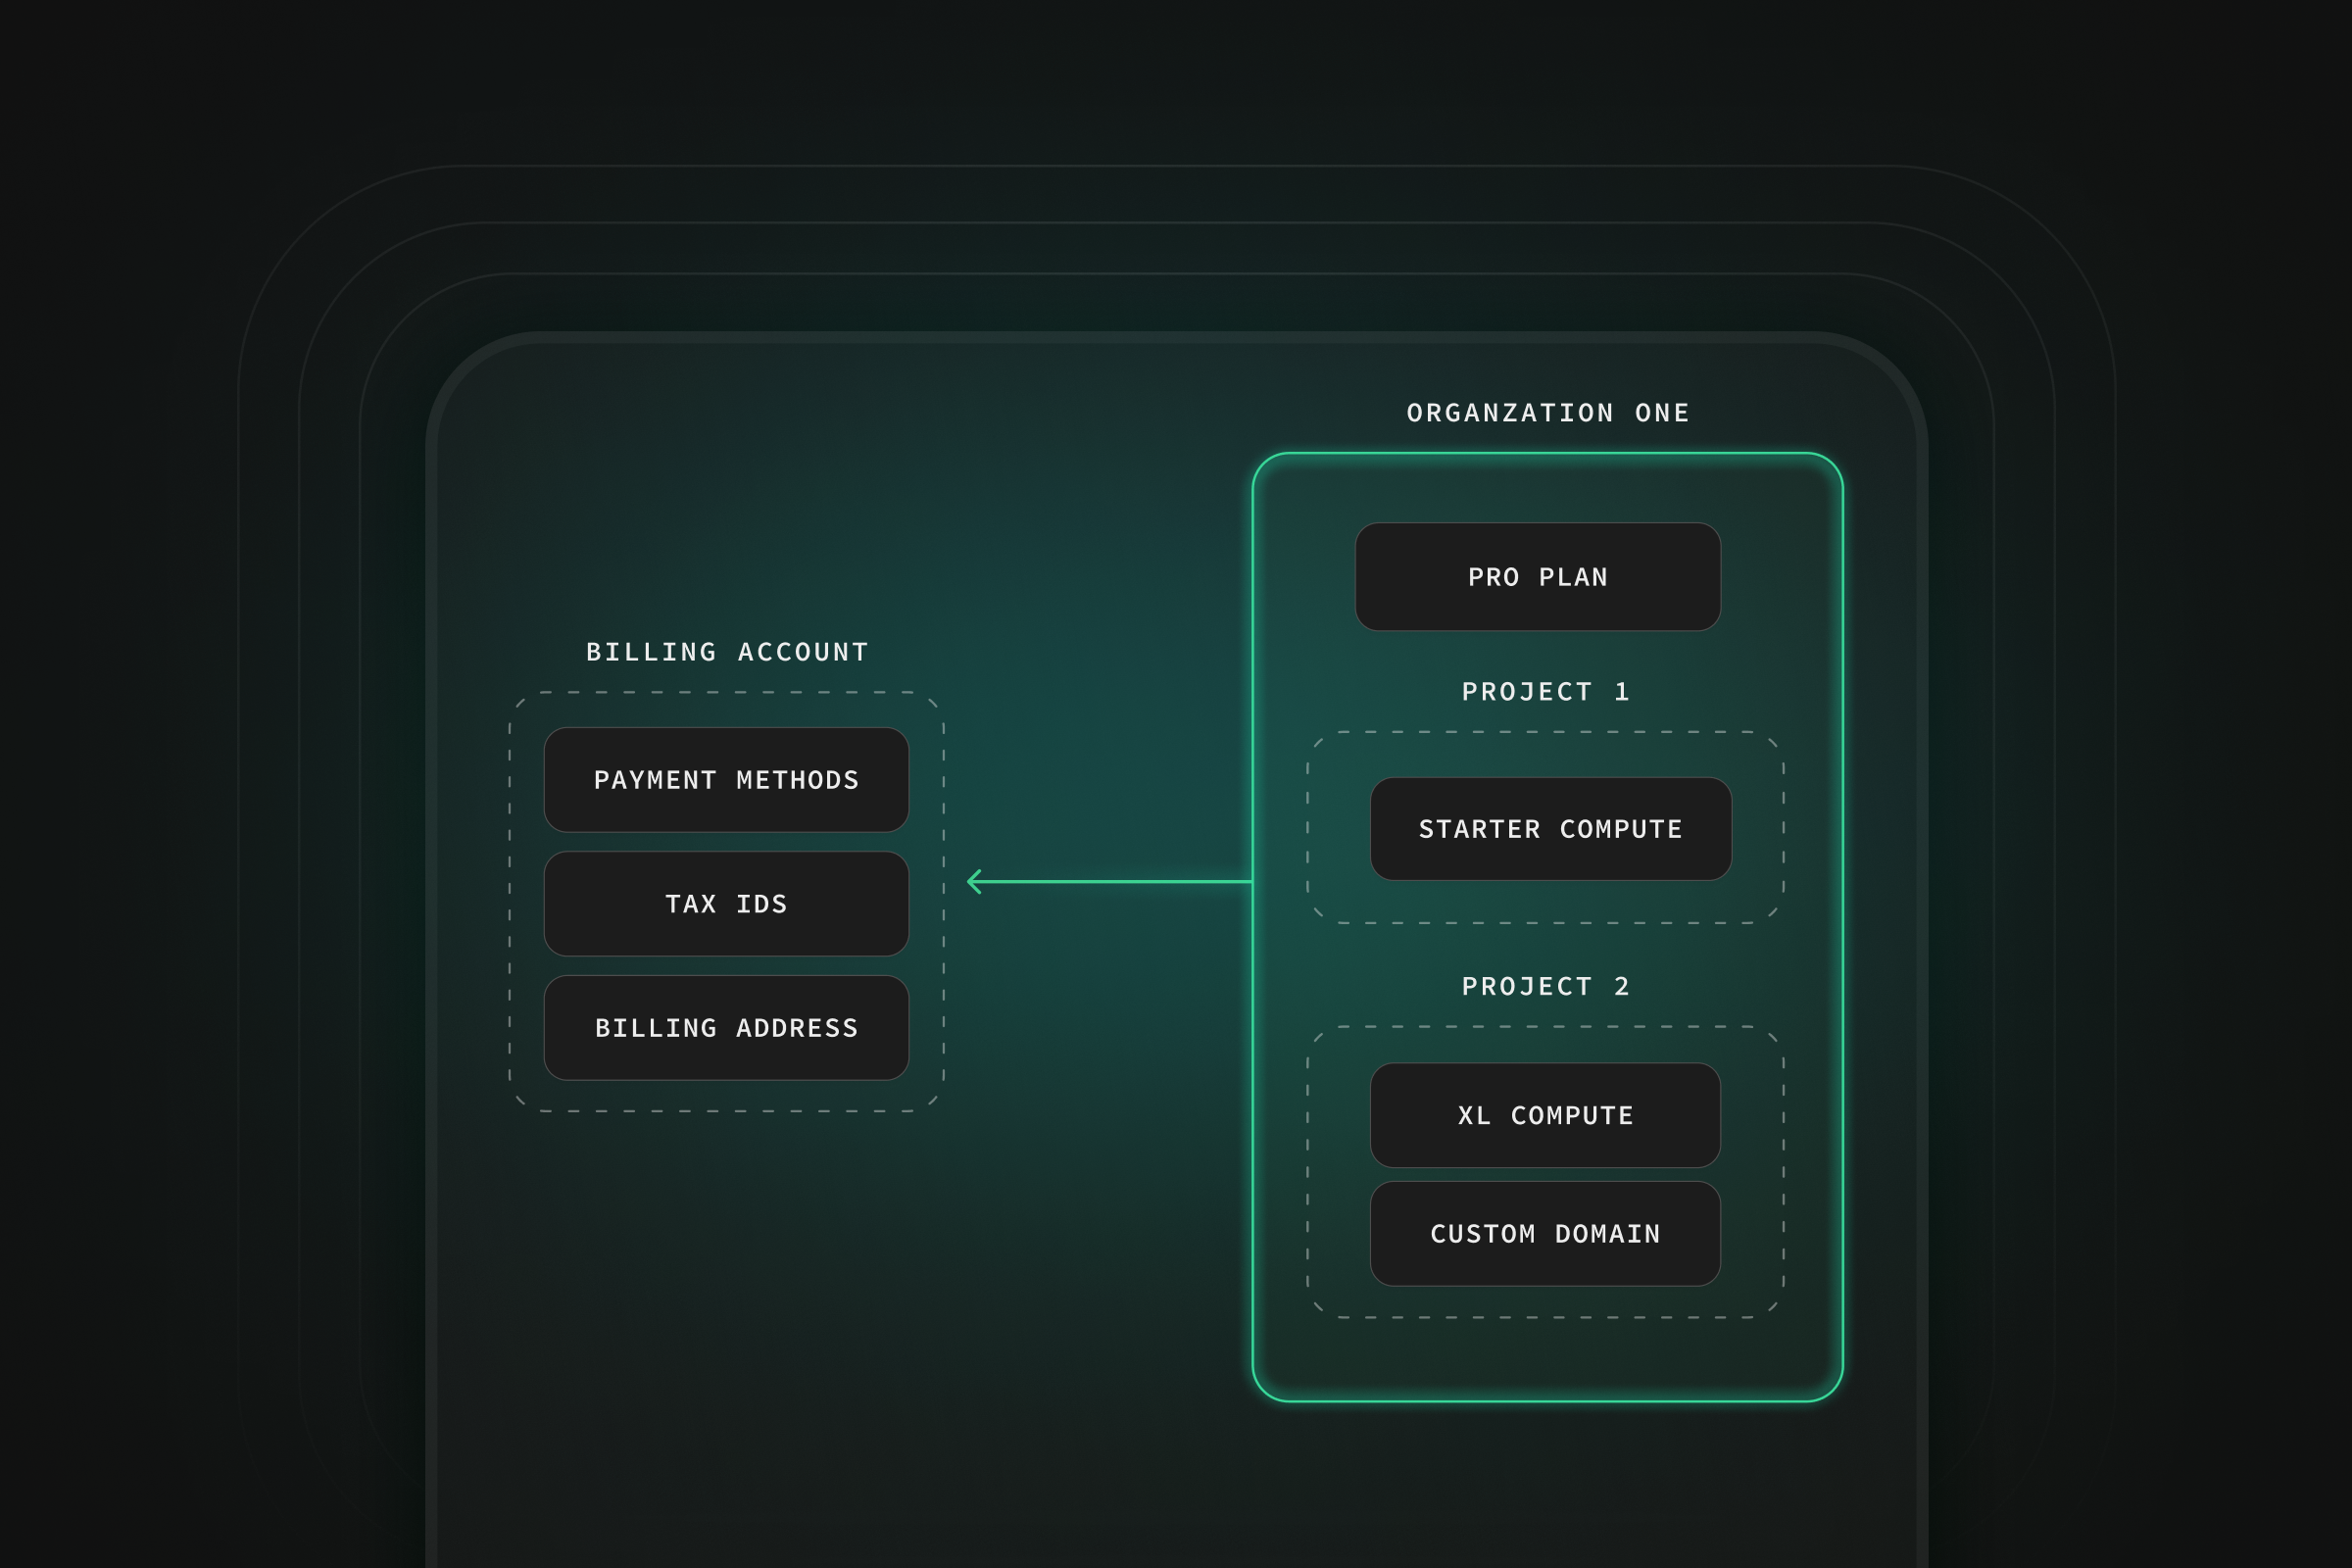 BILLING ACCOUNT
PAYMENT METHODS
TAX IDS
BILLING ADDRESS
ORGANZATION ONE
PRO PLAN
PROJECT 1
STARTER COMPUTE
PROJECT 2
XL COMPUTE
CUSTOM DOMAIN